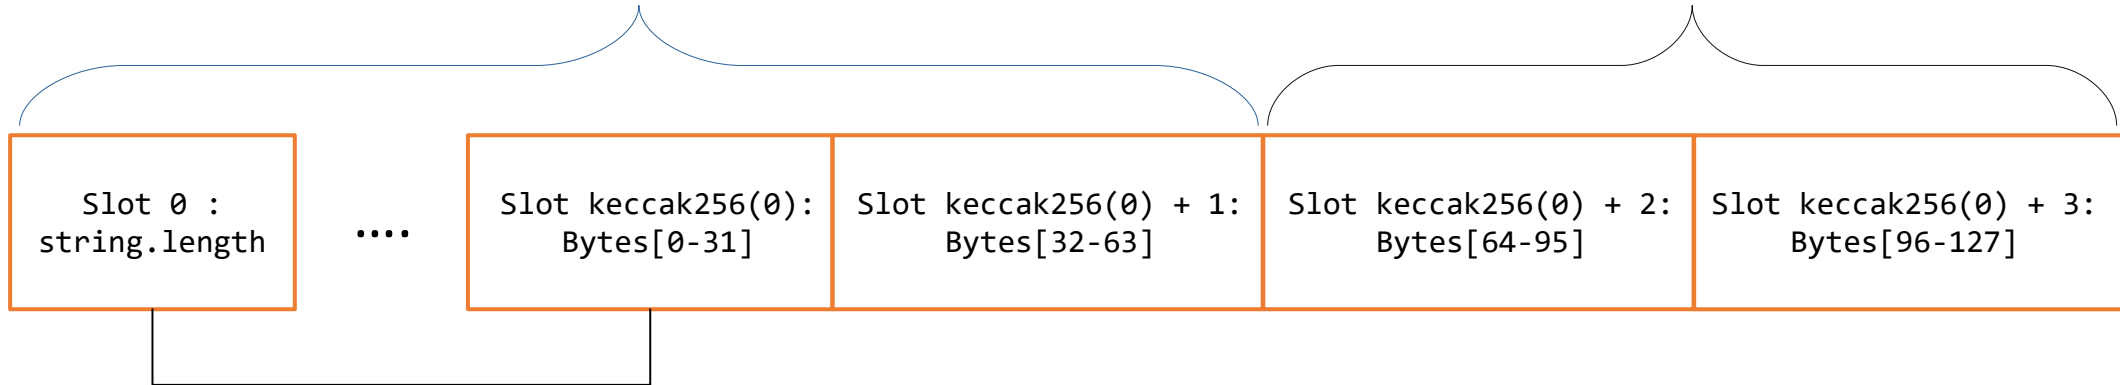 Slot 0 :
string.length
....
Slot keccak256(0):
Bytes[0-31]
Slot keccak256(0) + 1:
Bytes[32-63]
Slot keccak256(0) + 2:
Bytes[64-95]
Slot keccak256(0) + 3:
Bytes[96-127]